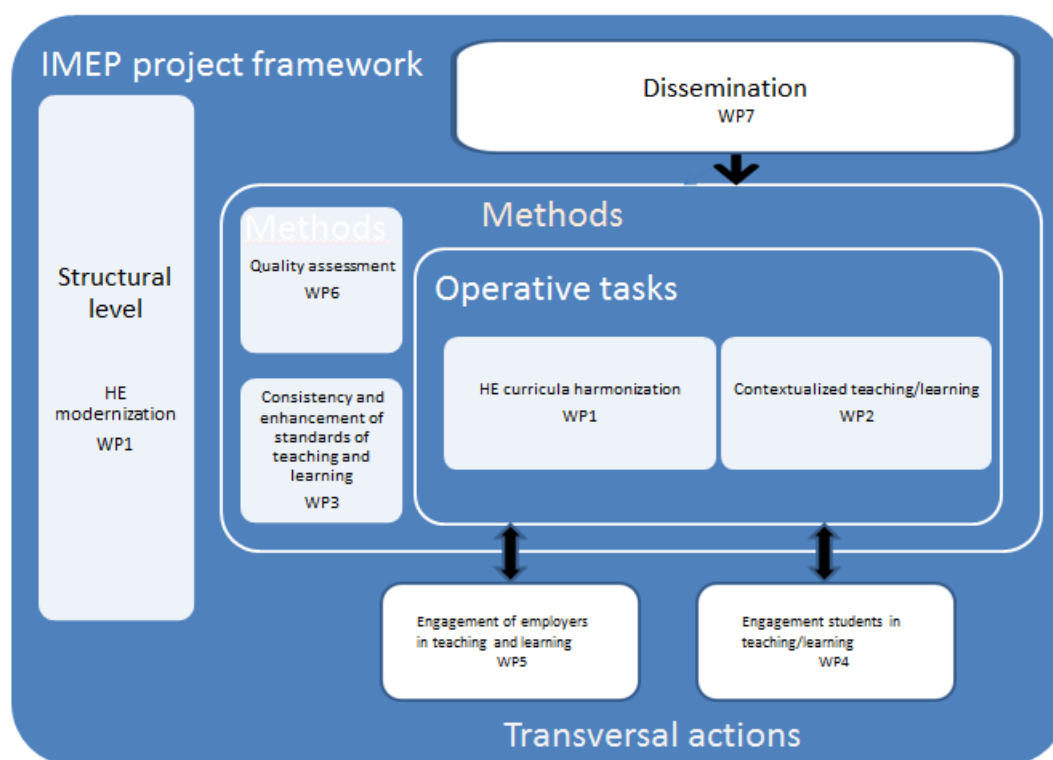 IMEP project framework
Dissemination
WP7
Structural
level
HE
modernization
WP1
Methods
Methods
Quality assessment
WP6
Consistency and
enhancement of
standards of
teaching and
learning
WP3
Operative tasks
HE curricula harmonization
WP1
Contextualized teaching/learning
WP2
Engagement of employers
in teaching and learning
WP5
Engagement students in
teaching/learning
WP4
Transversal actions